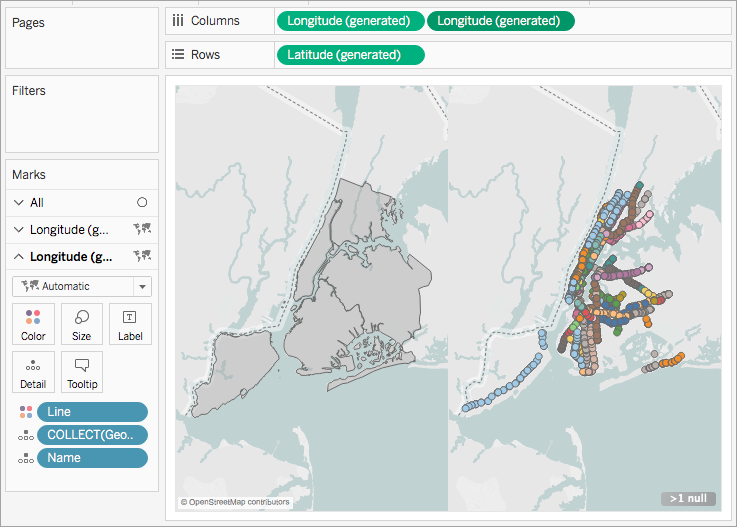 Pages
Columns
Longitude (generated)
Longitude (generated)
Rows
Latitude (generated)
Filters
Marks
All
Longitude (g...
Longitude (g...
Automatic
Color
Size
Label
Detail
Tooltip
Line
COLLECT(Geo..
Name
© OpenStreetMap contributors
>1 null